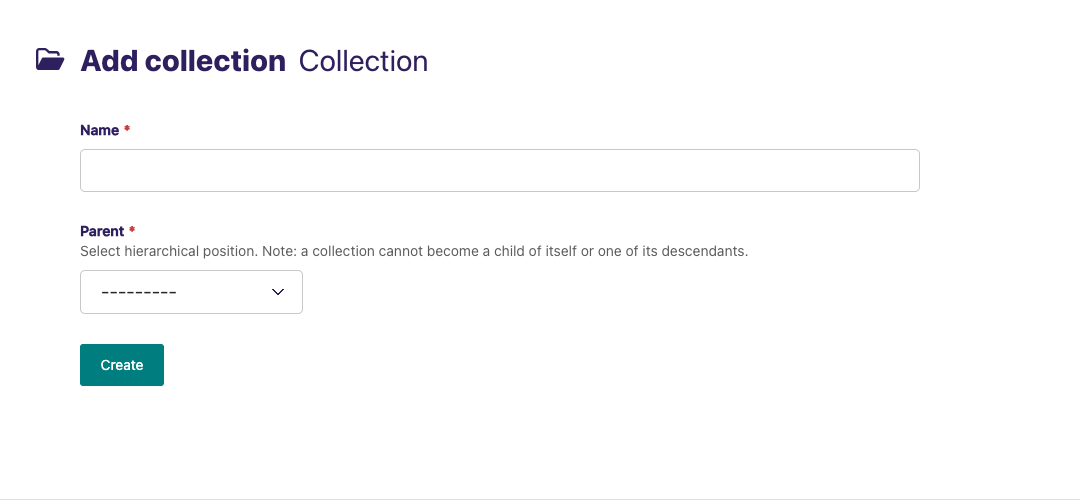 Add collection Collection
Name *
Parent *
Select hierarchical position. Note: a collection cannot become a child of itself or one of its descendants.
---------
Create